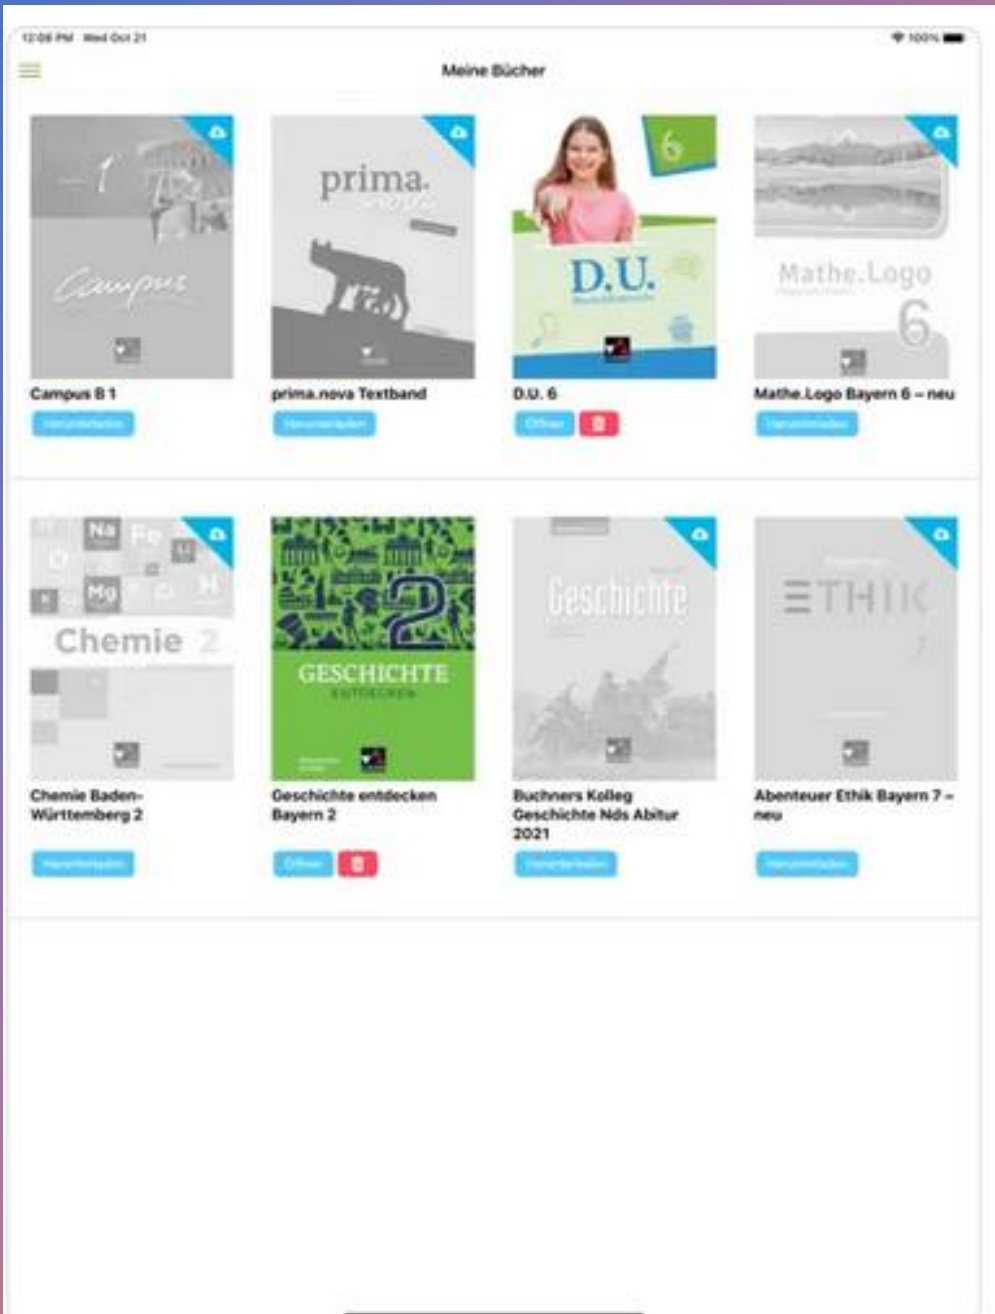 12:08 PM Wed Oct 21
100%
Meine Bücher
Campus
prima.
nova
6
D.U.
Mathe.Logo
6
Campus B 1
prima.nova Textband
D.U. 6
Mathe.Logo Bayern 6 – neu
Herunterladen
Herunterladen
Öffnen
Herunterladen
Na
Fe
Mg
H
K
Chemie 2
2
GESCHICHTE
ENTDECKEN
Geschichte
ETHIK
7
Chemie Baden-
Württemberg 2
Geschichte entdecken
Bayern 2
Buchners Kolleg
Geschichte Nds Abitur
2021
Abenteuer Ethik Bayern 7 –
neu
Herunterladen
Öffnen
Herunterladen
Herunterladen